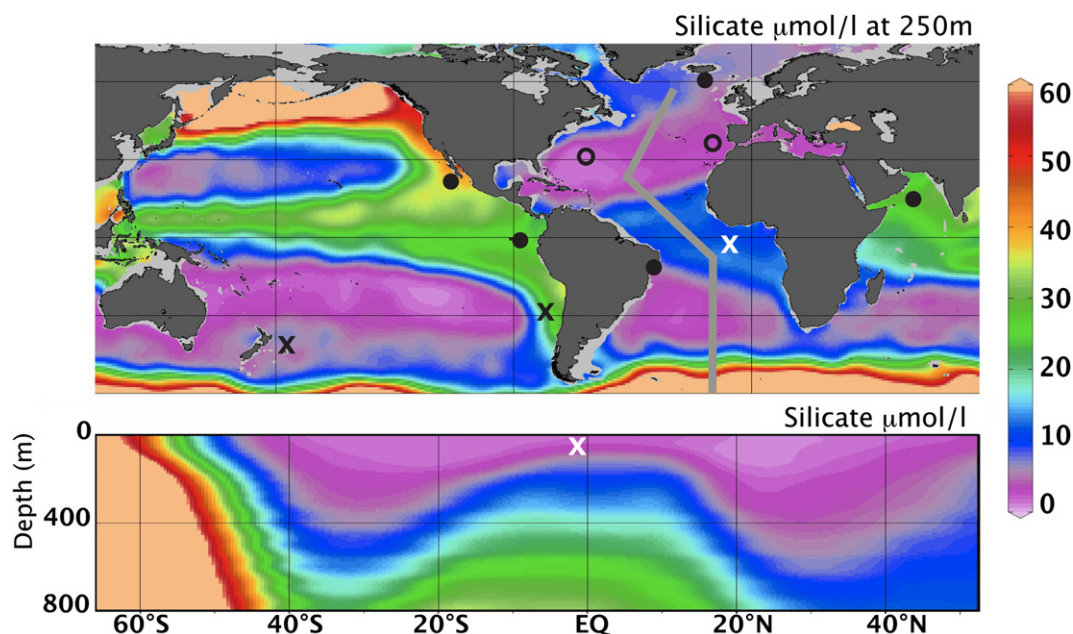 Silicate μmol/l at 250m
60
50
40
30
20
10
0
Silicate μmol/l
Depth (m)
0
400
800
60°S
40°S
20°S
EQ
20°N
40°N
X
X
X
X